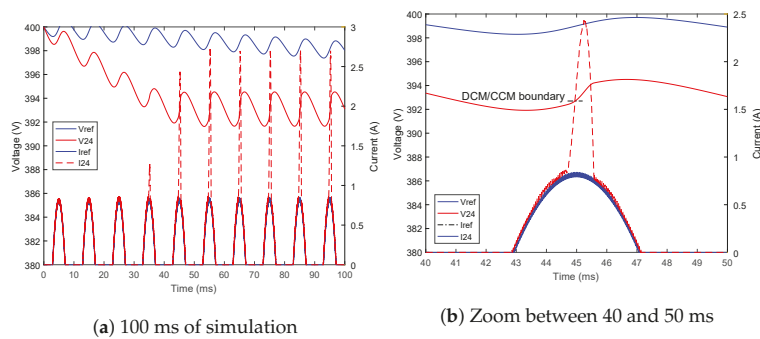 400
398
396
394
392
390
388
386
384
382
380
Voltage (V)
3
2.5
2
1.5
1
0.5
0
Current (A)
Vref
V24
Iref
I24
0 10 20 30 40 50 60 70 80 90 100
Time (ms)
(a) 100 ms of simulation
400
398
396
394
392
390
388
386
384
382
380
Voltage (V)
2.5
2
1.5
1
0.5
0
Current (A)
DCM/CCM boundary
Vref
V24
Iref
I24
40 41 42 43 44 45 46 47 48 49 50
Time (ms)
(b) Zoom between 40 and 50 ms